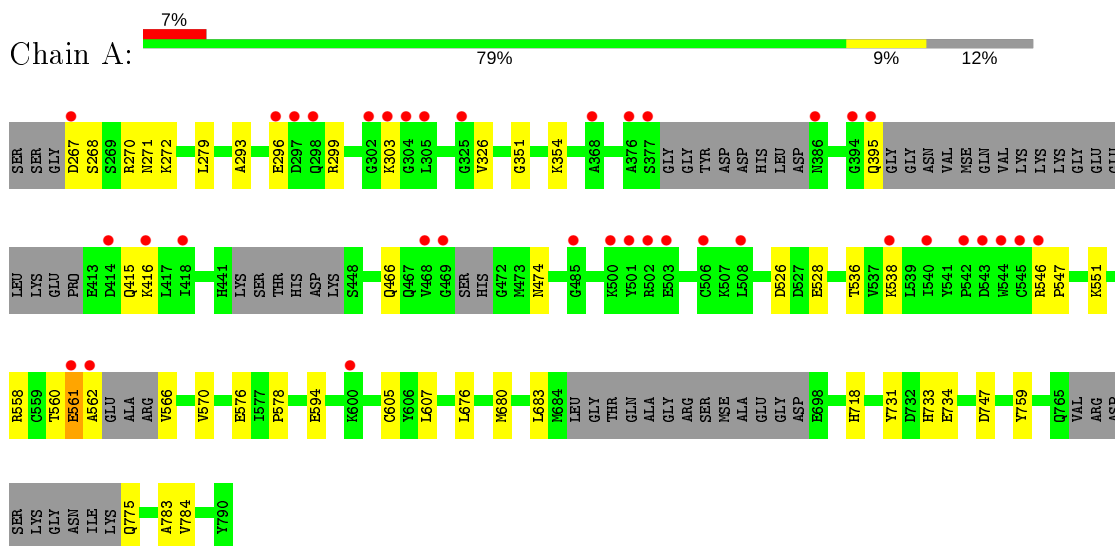 7%
Chain A:
79% 9% 12%
SER SER GLY D267 S268 S269 R270 N271 K272 L279 A293 E296 D297 Q298 R299 G302 K303 G304 L305 G325 V326 G351 K354 A368 A376 S377 GLY GLY TYR ASP ASP HIS LEU ASP N386 G394 Q395 GLY GLY ASN VAL MSE GLN VAL LYS LYS LYS GLY GLU GLU
LEU LYS GLU PRO E413 D414 Q415 K416 L417 I418 H441 LYS SER THR HIS ASP LYS S448 Q466 Q467 V468 G469 SER HIS G472 M473 N474 G485 K500 Y501 R502 E503 C506 K507 L508 D526 D527 E528 T536 V537 K538 L539 I540 Y541 P542 D543 W544 C545 R546 P547 K551
R558 C559 T560 E561 A562 GLU ALA ARG V566 V570 E576 I577 P578 E594 K600 C605 Y606 L607 L676 M680 L683 M684 LEU GLY THR GLN ALA GLY ARG SER MSE ALA GLU GLY ASP E698 H718 Y731 D732 H733 E734 D747 Y759 Q765 VAL ARG ASP
SER LYS GLY ASN ILE LYS Q775 A783 V784 Y790